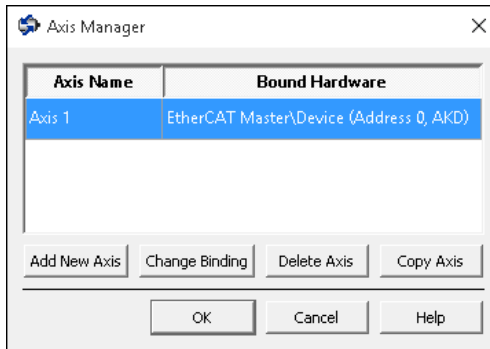 Axis Manager
Axis Name Bound Hardware
Axis 1 EtherCAT Master\Device (Address 0, AKD)
Add New Axis Change Binding Delete Axis Copy Axis
OK Cancel Help